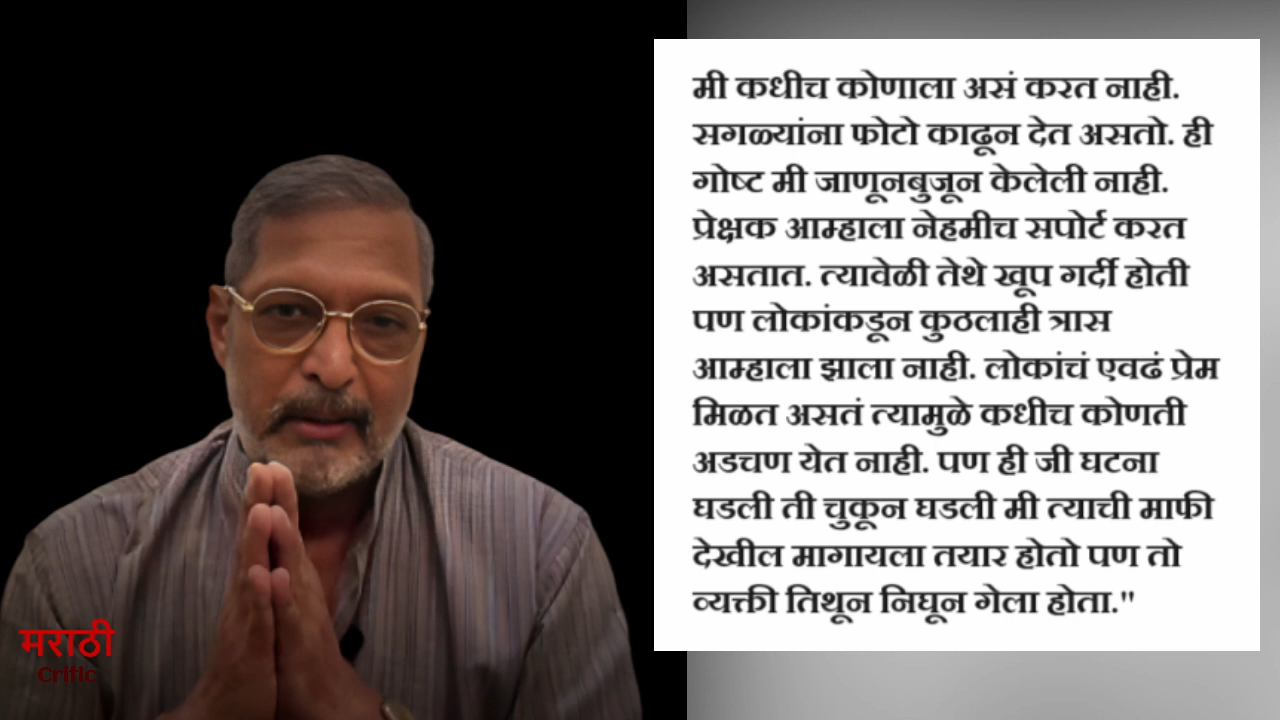 मी कधीच कोणाला असं करत नाही.
सगळ्यांना फोटो काढून देत असतो. ही
गोष्ट मी जाणूनबुजून केलेली नाही.
प्रेक्षक आम्हाला नेहमीच सपोर्ट करत
असतात. त्यावेळी तेथे खूप गर्दी होती
पण लोकांकडून कुठलाही त्रास
आम्हाला झाला नाही. लोकांचं एवढं प्रेम
मिळत असतं त्यामुळे कधीच कोणती
अडचण येत नाही. पण ही जी घटना
घडली ती चुकून घडली मी त्याची माफी
देखील मागायला तयार होतो पण तो
व्यक्ती तिथून निघून गेला होता."
मराठी
Critic